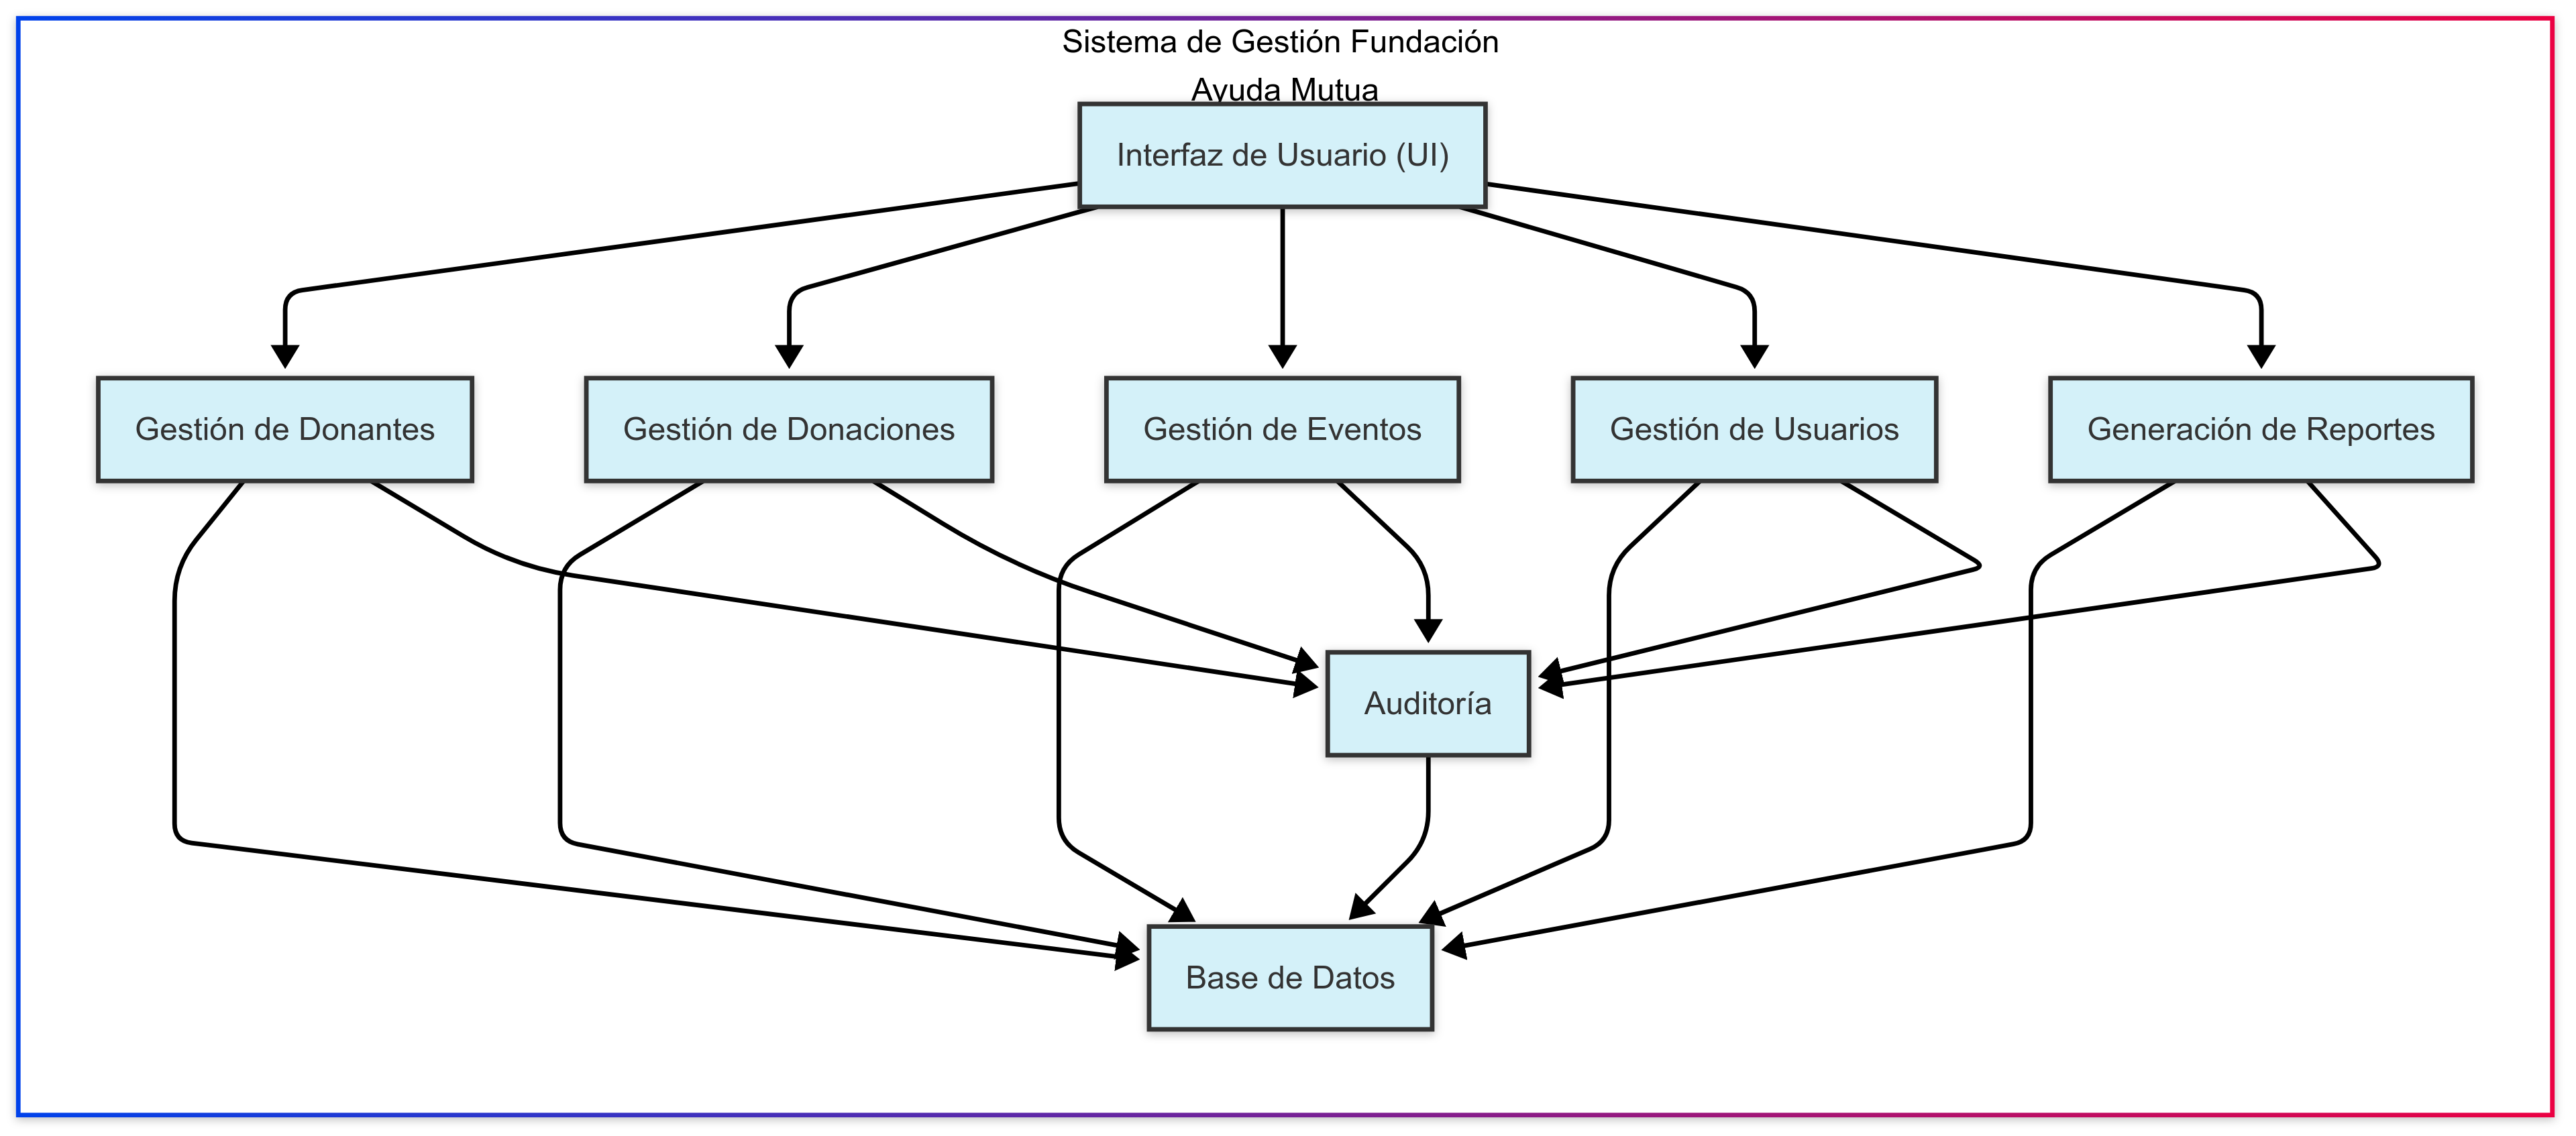 Sistema de Gestión Fundación
Ayuda Mutua
Interfaz de Usuario (UI)
Gestión de Donantes
Gestión de Donaciones
Gestión de Eventos
Gestión de Usuarios
Generación de Reportes
Auditoría
Base de Datos